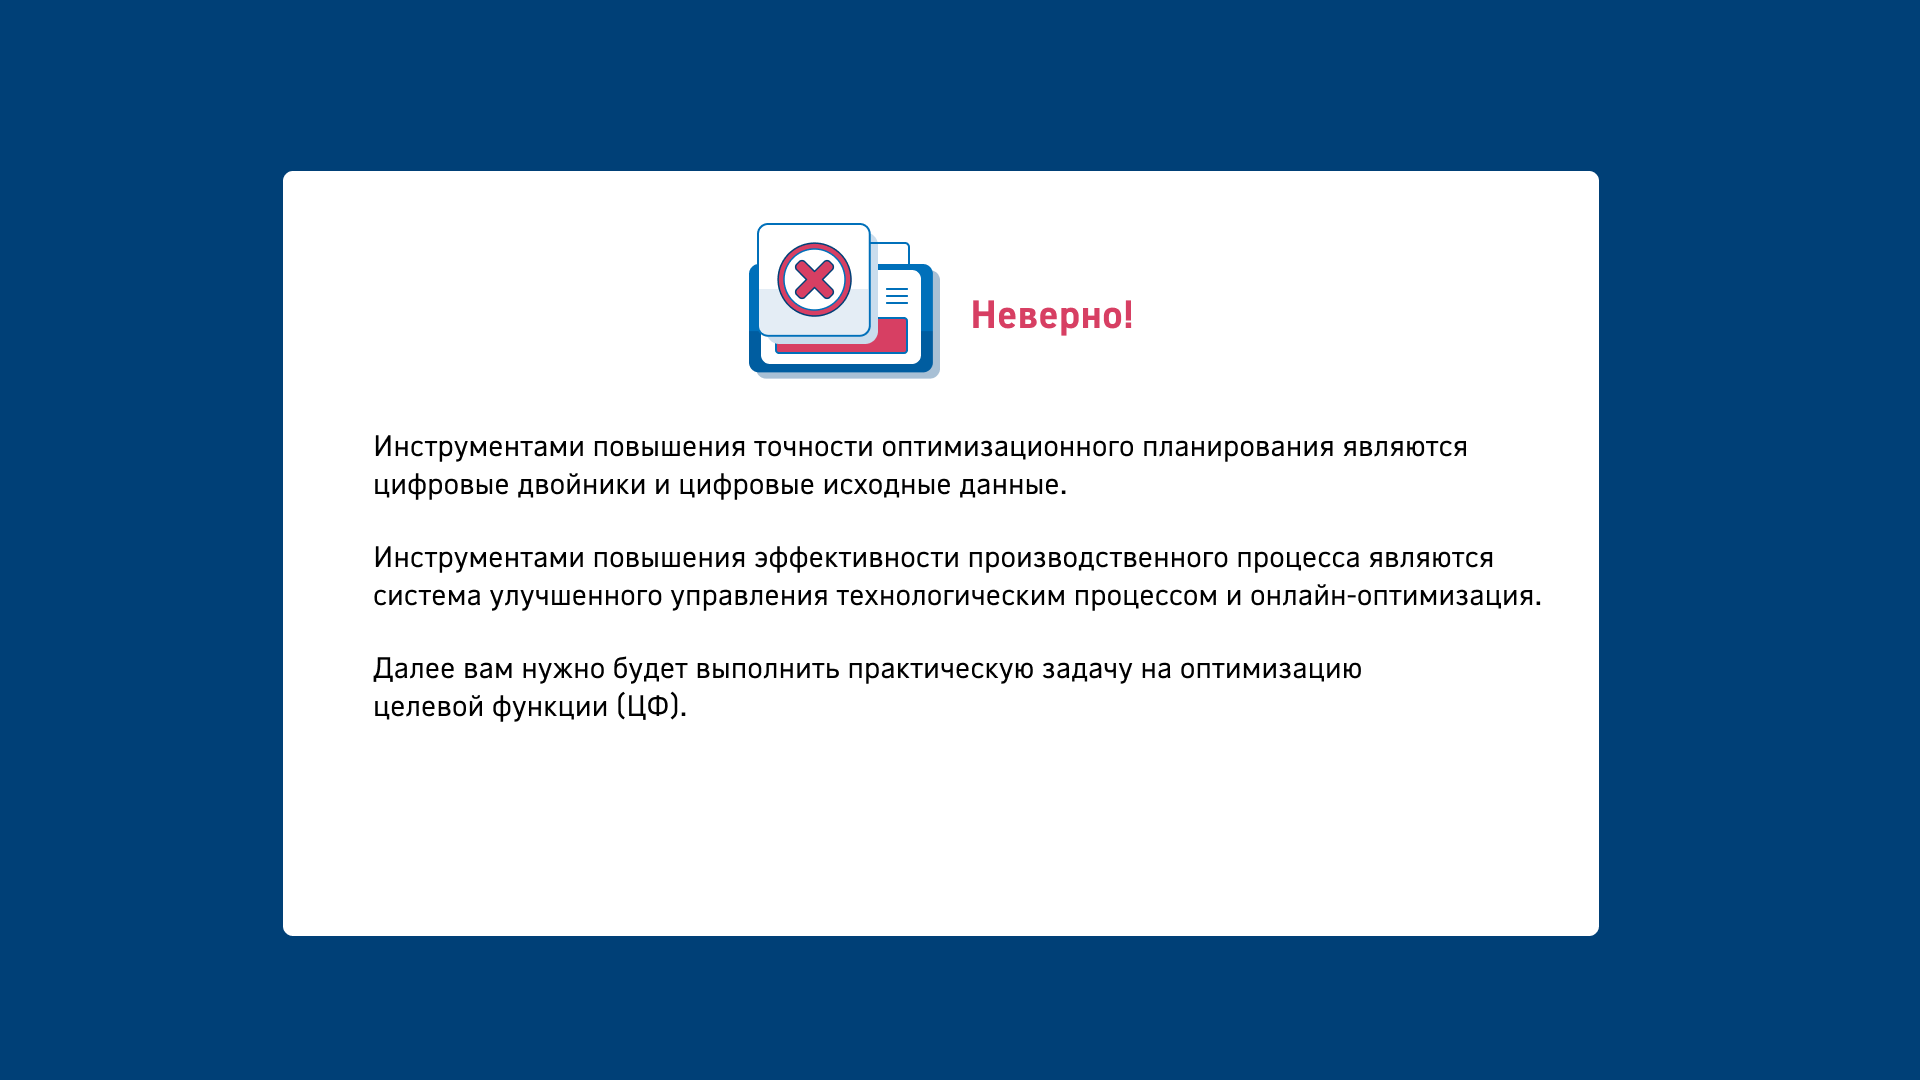 Неверно!
Инструментами повышения точности оптимизационного планирования являются
цифровые двойники и цифровые исходные данные.
Инструментами повышения эффективности производственного процесса являются
система улучшенного управления технологическим процессом и онлайн-оптимизация.
Далее вам нужно будет выполнить практическую задачу на оптимизацию
целевой функции (ЦФ).